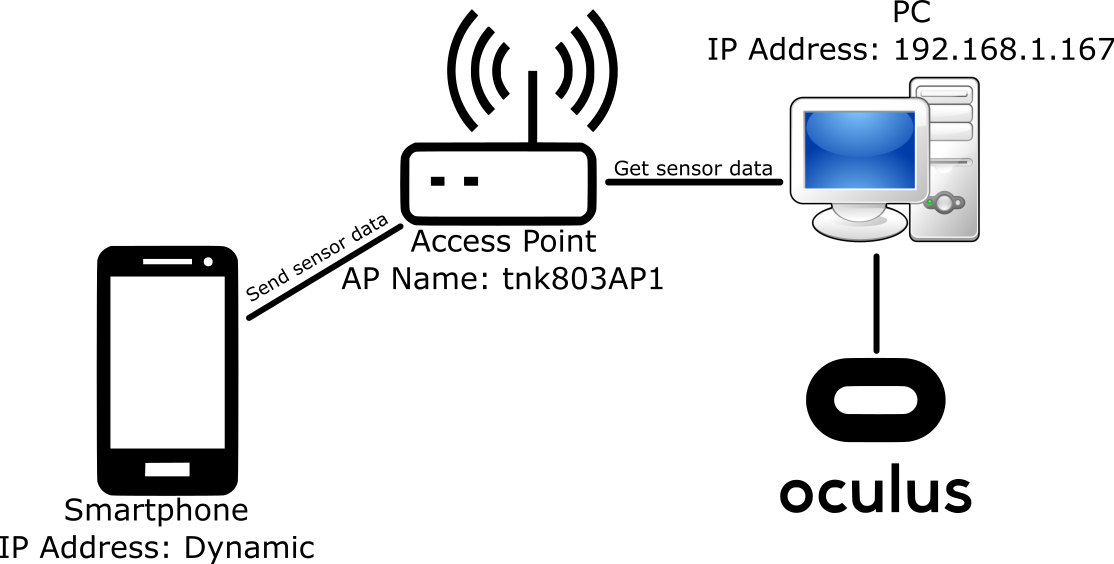 PC
IP Address: 192.168.1.167
Get sensor data
Send sensor data
Access Point
AP Name: tnk803AP1
oculus
Smartphone
IP Address: Dynamic